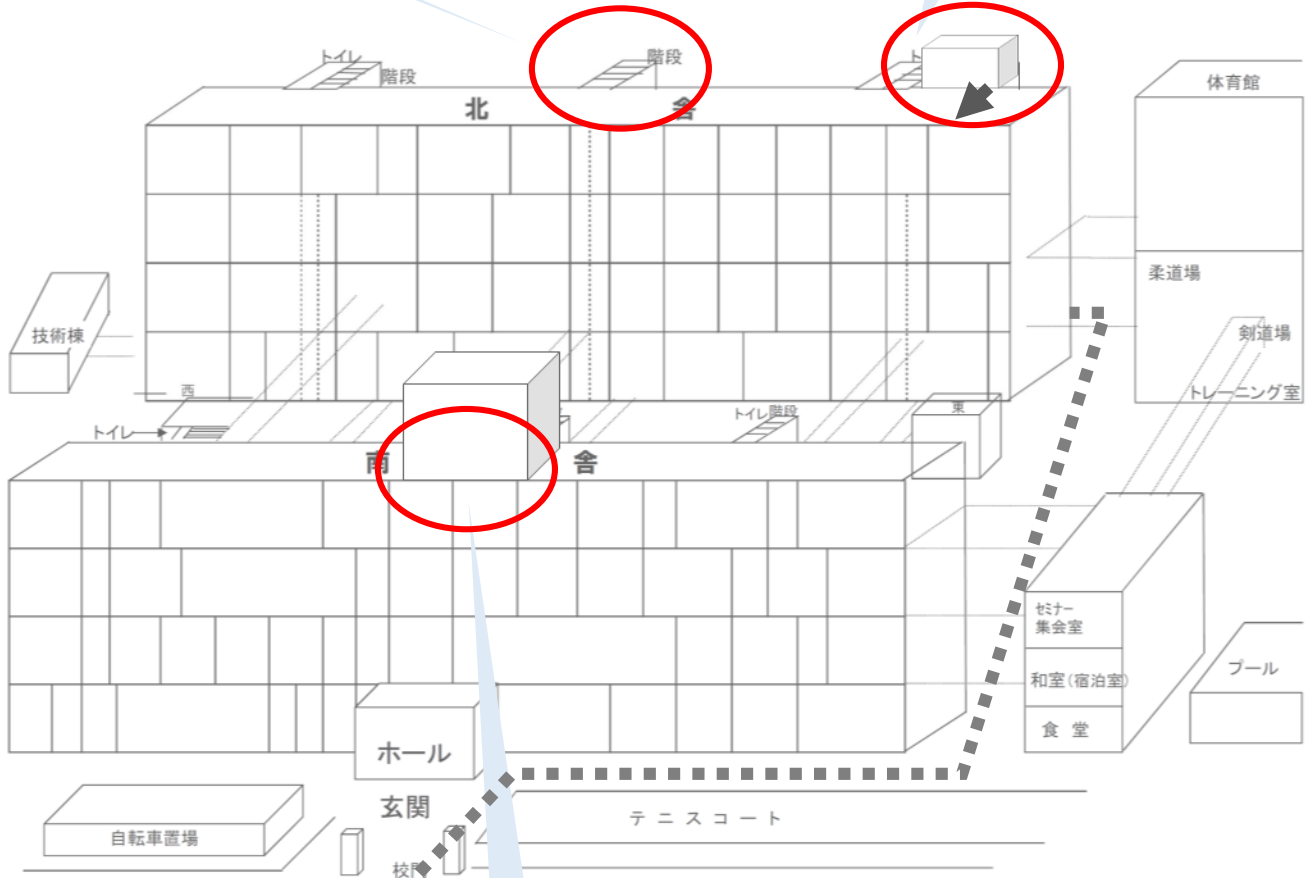 トイレ
階段
階段
ト
体育館
北 舎
柔道場
技術棟
剣道場
西
トレーニング室
トイレ
トイレ階段
東
南 舎
セミナー
集会室
和室(宿泊室)
プール
食 堂
ホール
玄関
テ ニ ス コ ー ト
自転車置場
校門